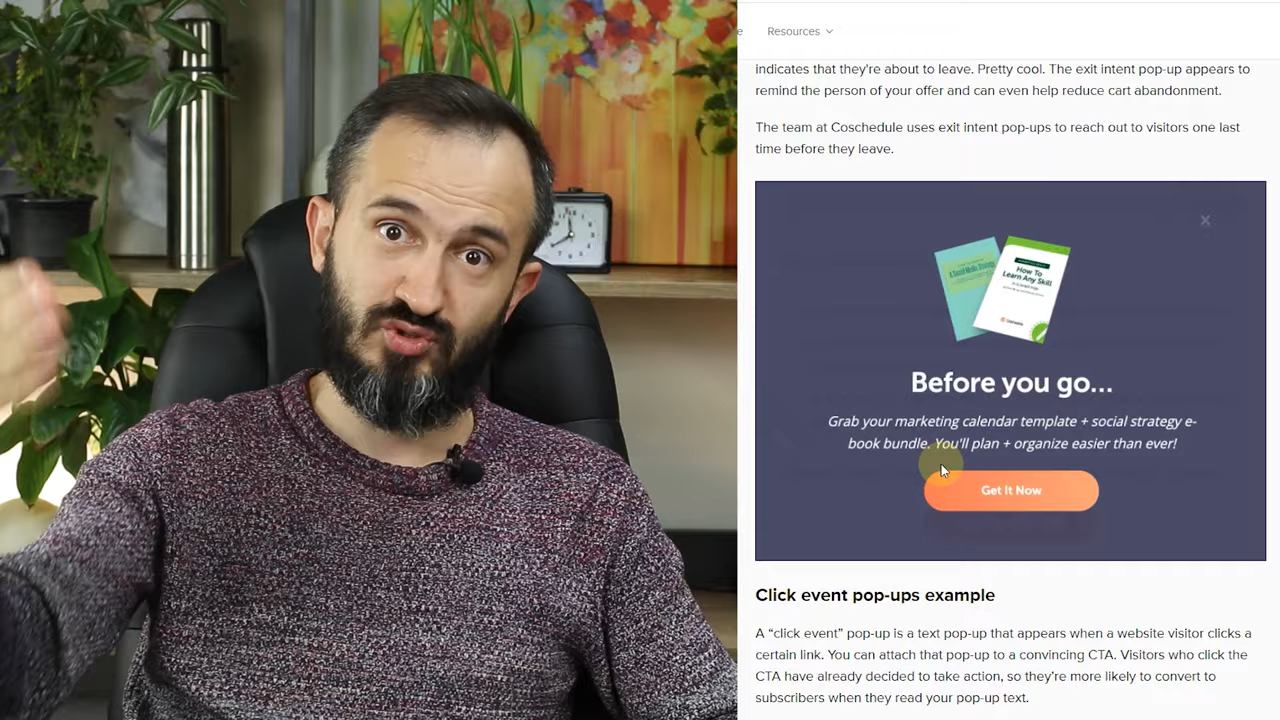 e
Resources
indicates that they're about to leave. Pretty cool. The exit intent pop-up appears to
remind the person of your offer and can even help reduce cart abandonment.
The team at Coschedule uses exit intent pop-ups to reach out to visitors one last
time before they leave.
A Social Media Strategy
How To
Learn Any Skill
Before you go...
Grab your marketing calendar template + social strategy e-
book bundle. You'll plan + organize easier than ever!
Get It Now
Click event pop-ups example
A “click event” pop-up is a text pop-up that appears when a website visitor clicks a
certain link. You can attach that pop-up to a convincing CTA. Visitors who click the
CTA have already decided to take action, so they're more likely to convert to
subscribers when they read your pop-up text.